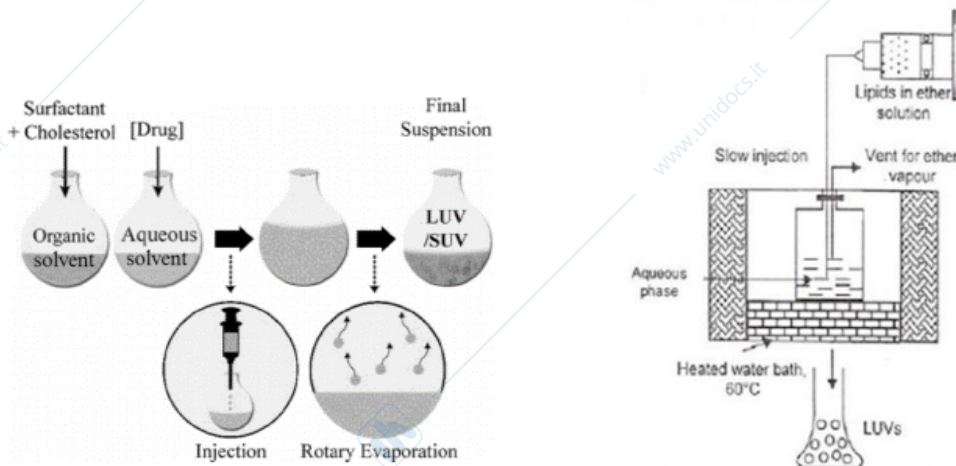 Surfactant
+ Cholesterol
[Drug]
Final
Suspension
Organic
solvent
Aqueous
solvent
LUV
/SUV
Injection
Rotary Evaporation
Lipids in ether
solution
Slow injection
Vent for ether
vapour
Aqueous
phase
Heated water bath,
60°C
LUVs
www.unidocs.it